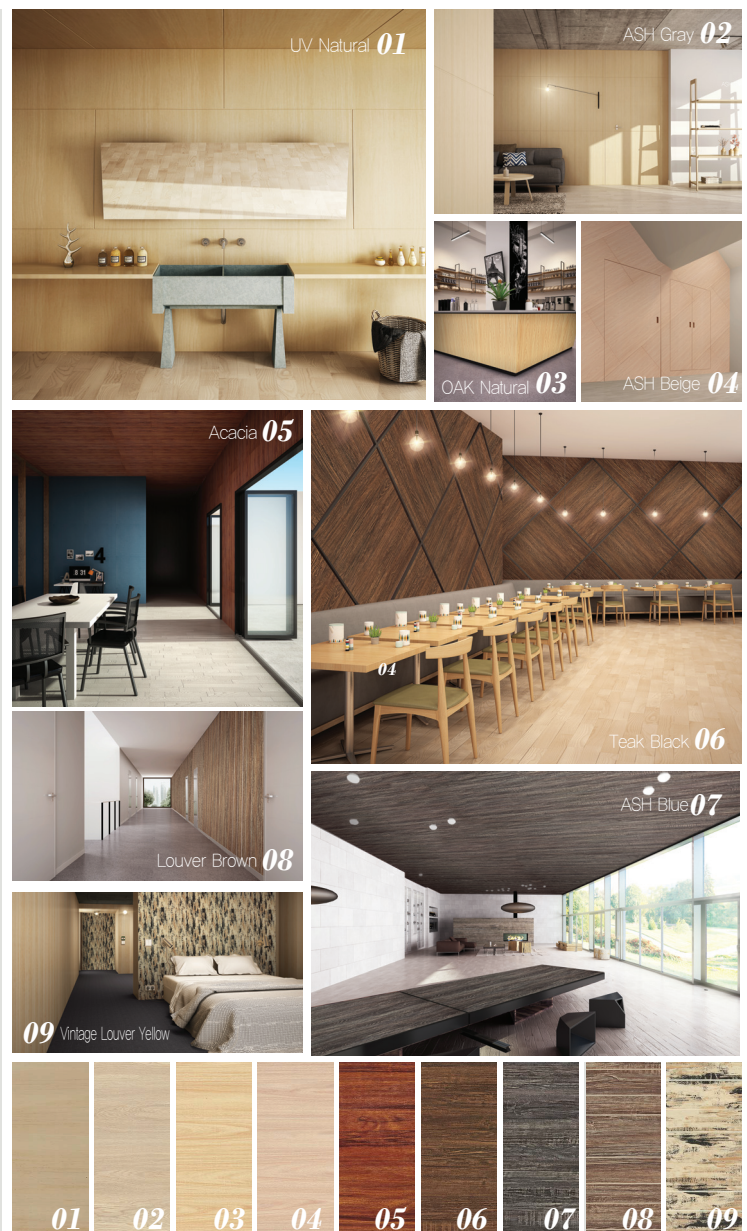 UV Natural 01
ASH Gray 02
OAK Natural 03
ASH Beige 04
Acacia 05
4
04
Teak Black 06
Louver Brown 08
ASH Blue 07
09 Vintage Louver Yellow
01
02
03
04
05
06
07
08
09